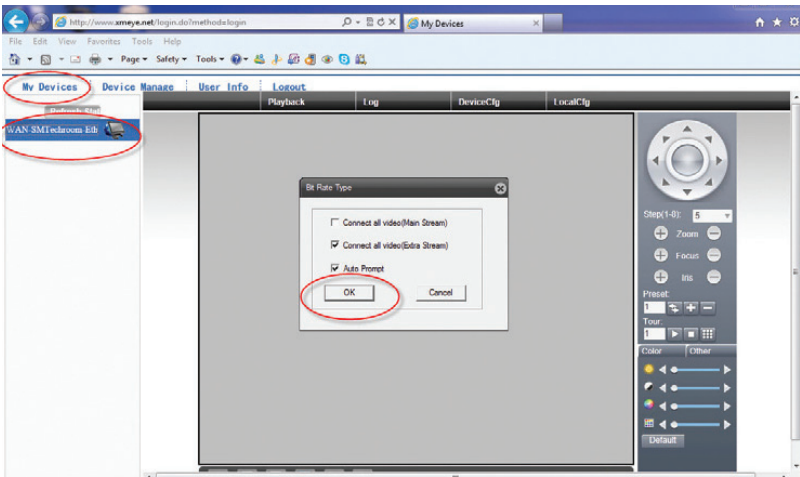 http://www.xmeye.net/login.do?method=login
My Devices
File Edit View Favorites Tools Help
Page Safety Tools
My Devices Device Manage User Info Logout
Playback Log DeviceCfg LocalCfg
WAN-SMTechroom-Eth
Bit Rate Type
Connect all video(Main Stream)
Connect all video(Extra Stream)
Auto Prompt
OK Cancel
Step(1-8): 5
Zoom
Focus
Iris
Preset:
1
Tour:
1
Color Other
Default